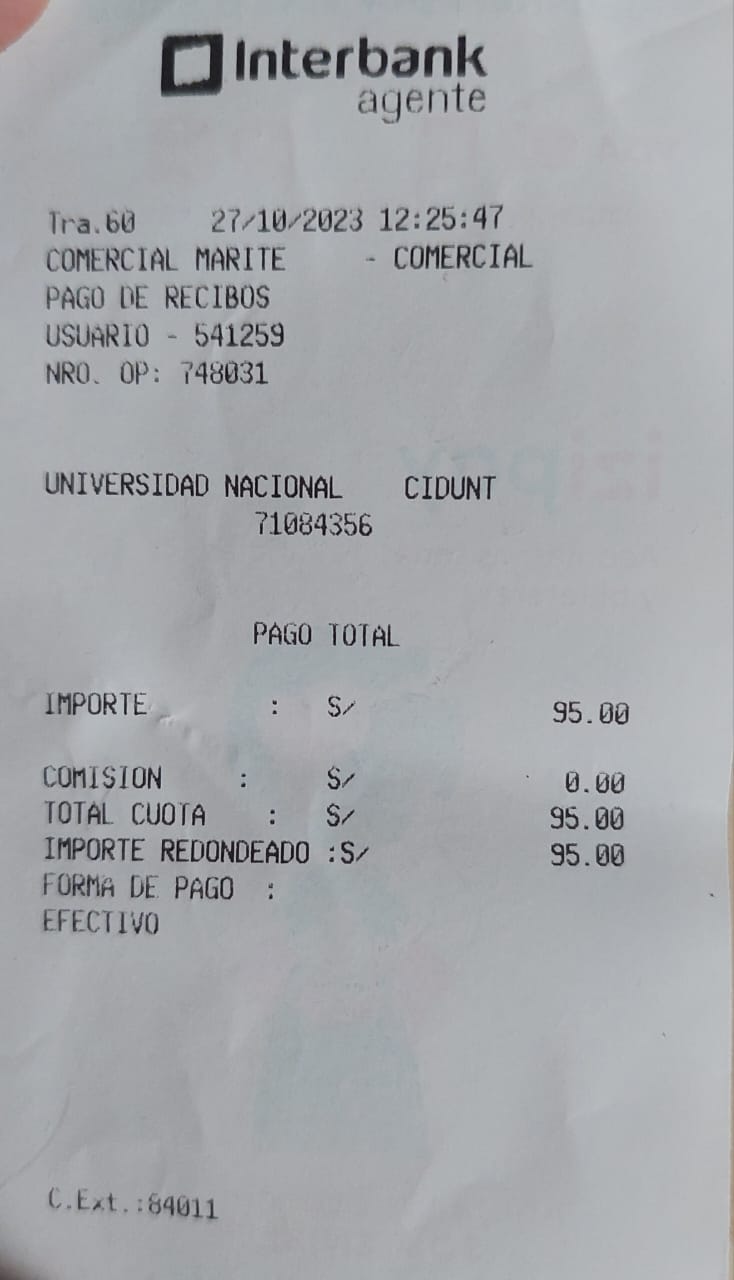 Interbank
agente
Tra.60 27/10/2023 12:25:47
COMERCIAL MARITE - COMERCIAL
PAGO DE RECIBOS
USUARIO - 541259
NRO. OP: 748031
UNIVERSIDAD NACIONAL CIDUNT
71084356
PAGO TOTAL
IMPORTE : S/ 95.00
COMISION : S/ 0.00
TOTAL CUOTA : S/ 95.00
IMPORTE REDONDEADO :S/ 95.00
FORMA DE PAGO :
EFECTIVO
C.Ext.:84011
izipay